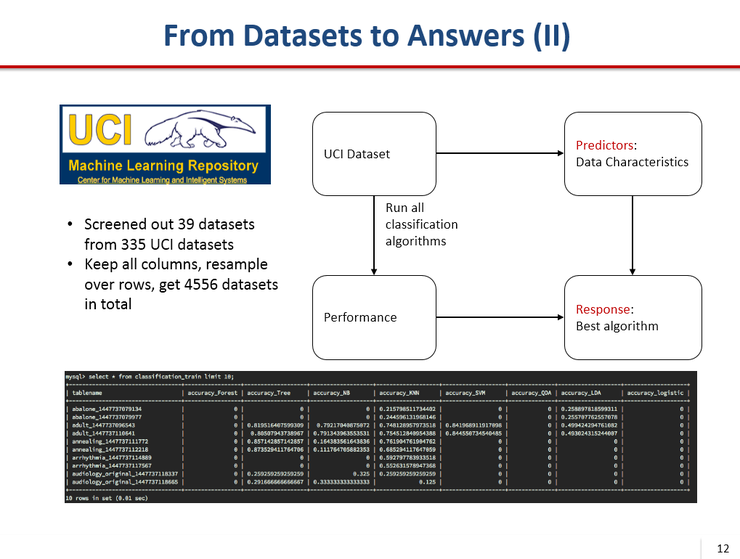 From Datasets to Answers (II)
UCI
Machine Learning Repository
Center for Machine Learning and Intelligent Systems
• Screened out 39 datasets
from 335 UCI datasets
• Keep all columns, resample
over rows, get 4556 datasets
in total
UCI Dataset
Predictors:
Data Characteristics
Run all
classification
algorithms
Performance
Response:
Best algorithm
mysql> select * from classification_train limit 10;
| tablename | accuracy_Forest | accuracy_Tree | accuracy_NB | accuracy_KNN | accuracy_SVM | accuracy_QDA | accuracy_LDA | accuracy_logistic |
| abalone_1447737079134 | 0 | 0 | 0 | 0.215798511734402 | 0 | 0 | 0.258897818599311 | 0 |
| abalone_1447737079977 | 0 | 0 | 0 | 0.244596131968146 | 0 | 0 | 0.255787762557078 | 0 |
| adult_1447737096543 | 0 | 0.819516407599309 | 0.79217049875072 | 0.748128957973518 | 0.841968911917098 | 0 | 0.499424294761082 | 0 |
| adult_1447737110641 | 0 | 0.80507943738967 | 0.791343963553531 | 0.754512840954388 | 0.844550734540485 | 0 | 0.493024315244087 | 0 |
| annealing_1447737111772 | 0 | 0.857142857142857 | 0.164383561643836 | 0.761904761904762 | 0 | 0 | 0 | 0 |
| annealing_1447737112218 | 0 | 0.873529411764706 | 0.111764705882353 | 0.685294117647059 | 0 | 0 | 0 | 0 |
| arrhythmia_1447737114889 | 0 | 0 | 0 | 0.592797783933518 | 0 | 0 | 0 | 0 |
| arrhythmia_1447737117567 | 0 | 0 | 0 | 0.552631578947368 | 0 | 0 | 0 | 0 |
| audiology_original_1447737118337 | 0 | 0.259259259259259 | 0.325 | 0.259259259259259 | 0 | 0 | 0 | 0 |
| audiology_original_1447737118665 | 0 | 0.291666666666667 | 0.333333333333333 | 0.125 | 0 | 0 | 0 | 0 |
10 rows in set (0.01 sec)
12